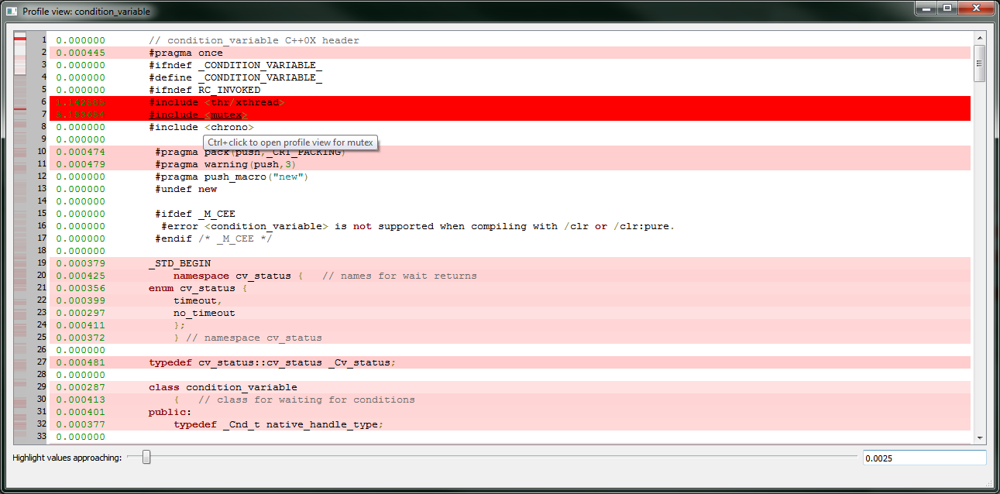 Profile view: condition_variable
1 0.000000 // condition_variable C++0X header
2 0.000445 #pragma once
3 0.000000 #ifndef _CONDITION_VARIABLE_
4 0.000000 #define _CONDITION_VARIABLE_
5 0.000000 #ifndef RC_INVOKED
6 1.142585 #include <thr/xthread>
7 5.151654 #include <mutex>
8 0.000000 #include <chrono>
9 0.000000
Ctrl+click to open profile view for mutex
10 0.000474 #pragma pack(push,_CRT_PACKING)
11 0.000479 #pragma warning(push,3)
12 0.000000 #pragma push_macro("new")
13 0.000000 #undef new
14 0.000000
15 0.000000 #ifdef _M_CEE
16 0.000000 #error <condition_variable> is not supported when compiling with /clr or /clr:pure.
17 0.000000 #endif /* _M_CEE */
18 0.000000
19 0.000379 _STD_BEGIN
20 0.000425 namespace cv_status { // names for wait returns
21 0.000356 enum cv_status {
22 0.000399 timeout,
23 0.000297 no_timeout
24 0.000411 };
25 0.000372 } // namespace cv_status
26 0.000000
27 0.000481 typedef cv_status::cv_status _Cv_status;
28 0.000000
29 0.000287 class condition_variable
30 0.000413 { // class for waiting for conditions
31 0.000401 public:
32 0.000377 typedef _Cnd_t native_handle_type;
33 0.000000
Highlight values approaching: 0.0025